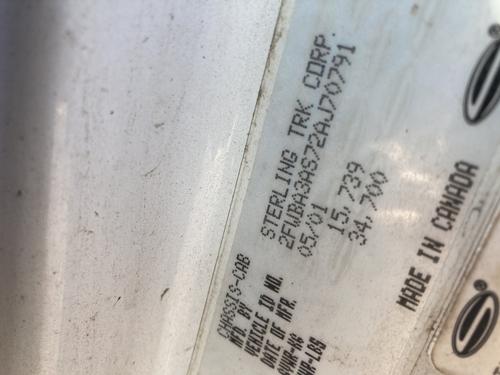 CHASSIS-CAB
MFD. BY STERLING TRK CORP.
VEHICLE ID NO. 2FWBA3AS72AJ70791
DATE OF MFR. 05/01
GVWR-KG 15,739
GVWR-LBS 34,700
MADE IN CANADA